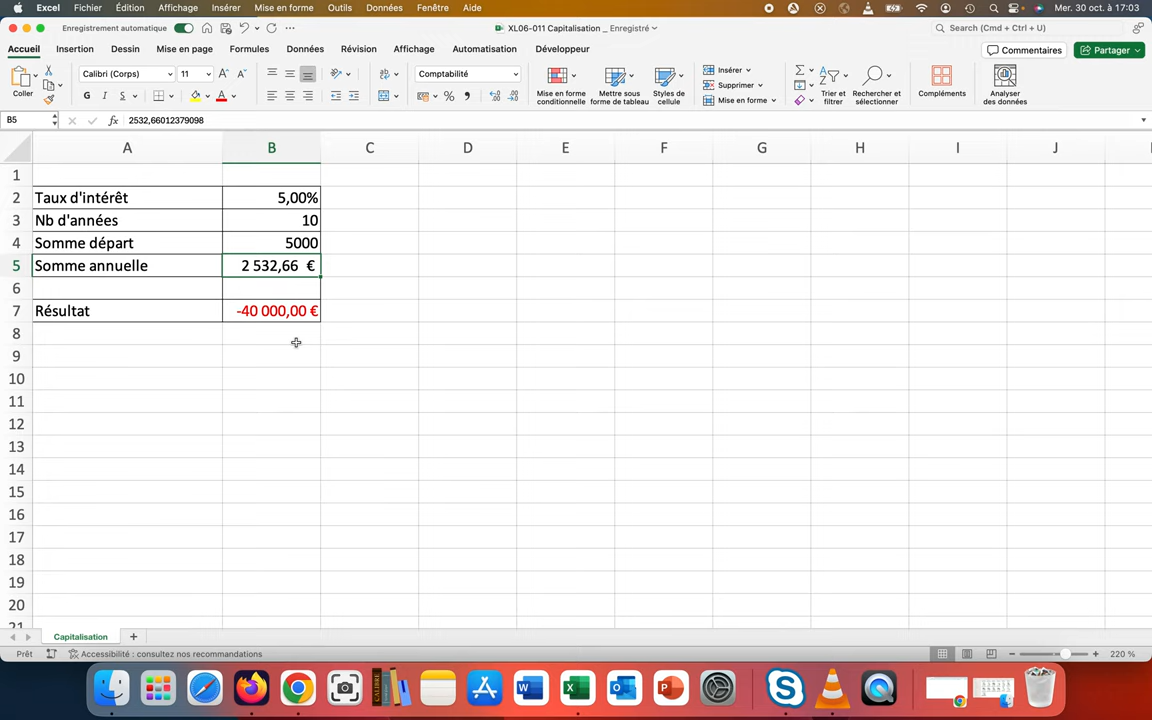 Excel Fichier Édition Affichage Insérer Mise en forme Outils Données Fenêtre Aide Mer. 30 oct. à 17:03
Enregistrement automatique XL06-011 Capitalisation _ Enregistré Search (Cmd + Ctrl + U)
Accueil Insertion Dessin Mise en page Formules Données Révision Affichage Automatisation Développeur Commentaires Partager
Coller Calibri (Corps) 11 Comptabilité Mise en forme conditionnelle Mettre sous forme de tableau Styles de cellule Insérer Supprimer Mise en forme Trier et filtrer Rechercher et sélectionner Compléments Analyser des données
G I S A %
B5 fx 2532,66012379098
A B C D E F G H I J
1
2 Taux d'intérêt 5,00%
3 Nb d'années 10
4 Somme départ 5000
5 Somme annuelle 2 532,66 €
6
7 Résultat -40 000,00 €
8
9
10
11
12
13
14
15
16
17
18
19
20
21
Capitalisation +
Prêt Accessibilité : consultez nos recommandations 220 %